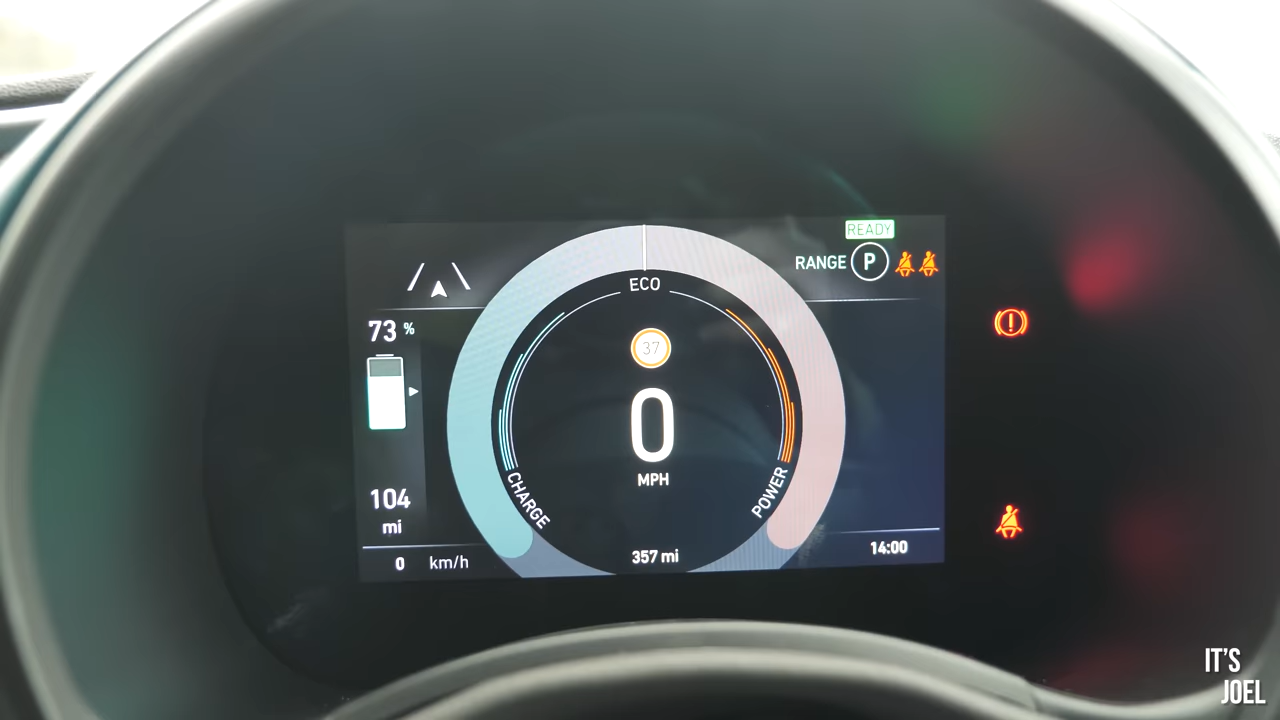 READY
RANGE P
ECO
73 %
37
0
MPH
CHARGE
POWER
104
mi
0 km/h
357 mi
14:00
IT'S
JOEL